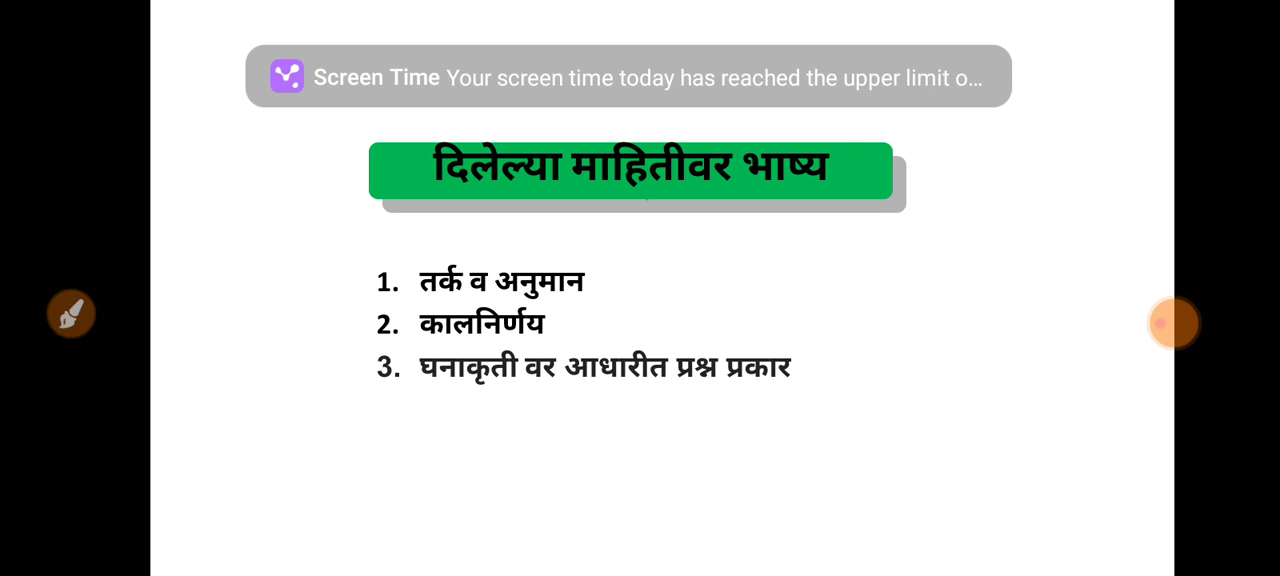 Screen Time Your screen time today has reached the upper limit o...
दिलेल्या माहितीवर भाष्य
1. तर्क व अनुमान
2. कालनिर्णय
3. घनाकृती वर आधारीत प्रश्न प्रकार